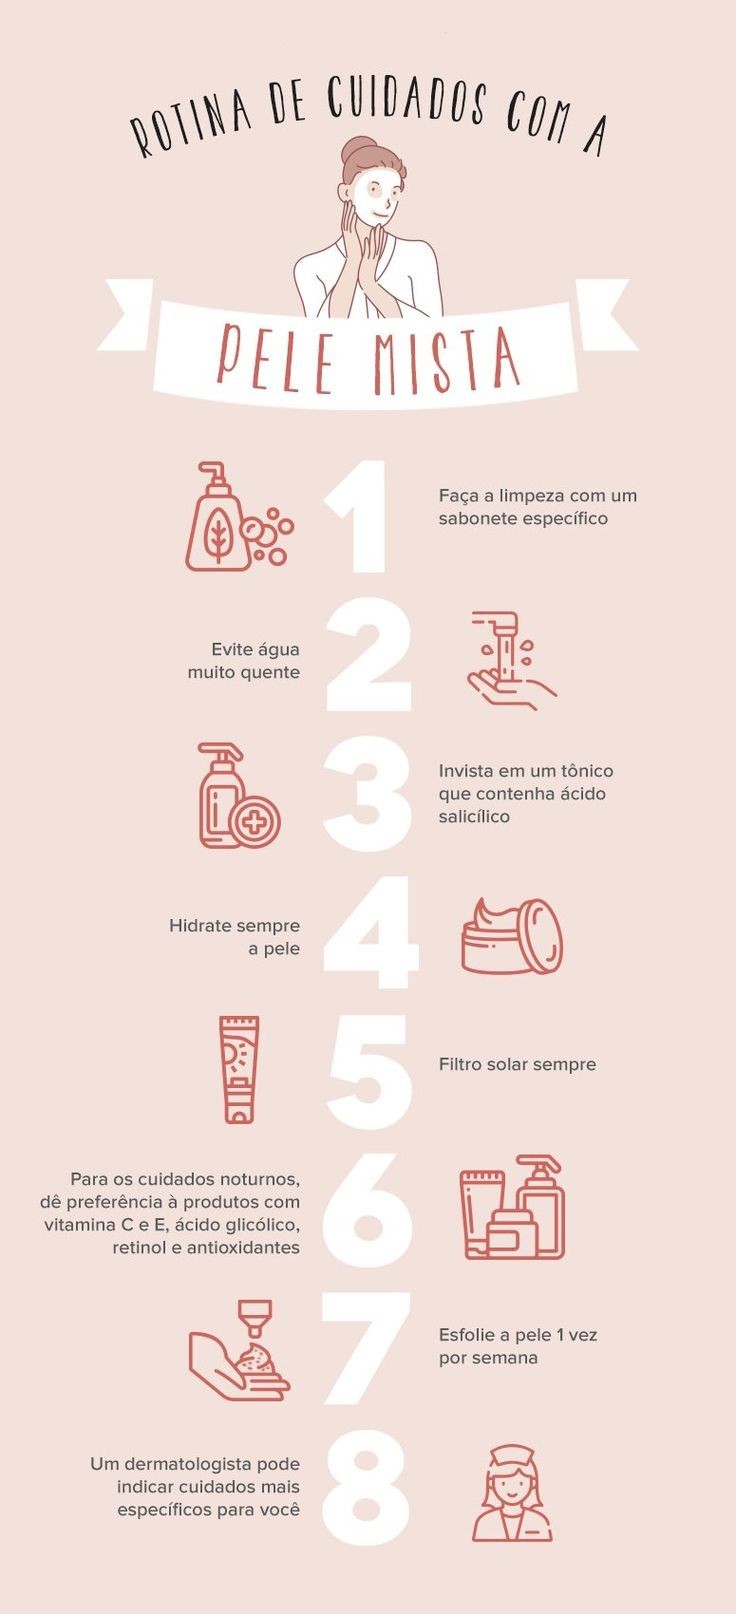 ROTINA DE CUIDADOS COM A
PELE MISTA
1
Faça a limpeza com um
sabonete específico
2
Evite água
muito quente
3
Invista em um tônico
que contenha ácido
salicílico
4
Hidrate sempre
a pele
5
Filtro solar sempre
6
Para os cuidados noturnos,
dê preferência à produtos com
vitamina C e E, ácido glicólico,
retinol e antioxidantes
7
Esfolie a pele 1 vez
por semana
8
Um dermatologista pode
indicar cuidados mais
específicos para você